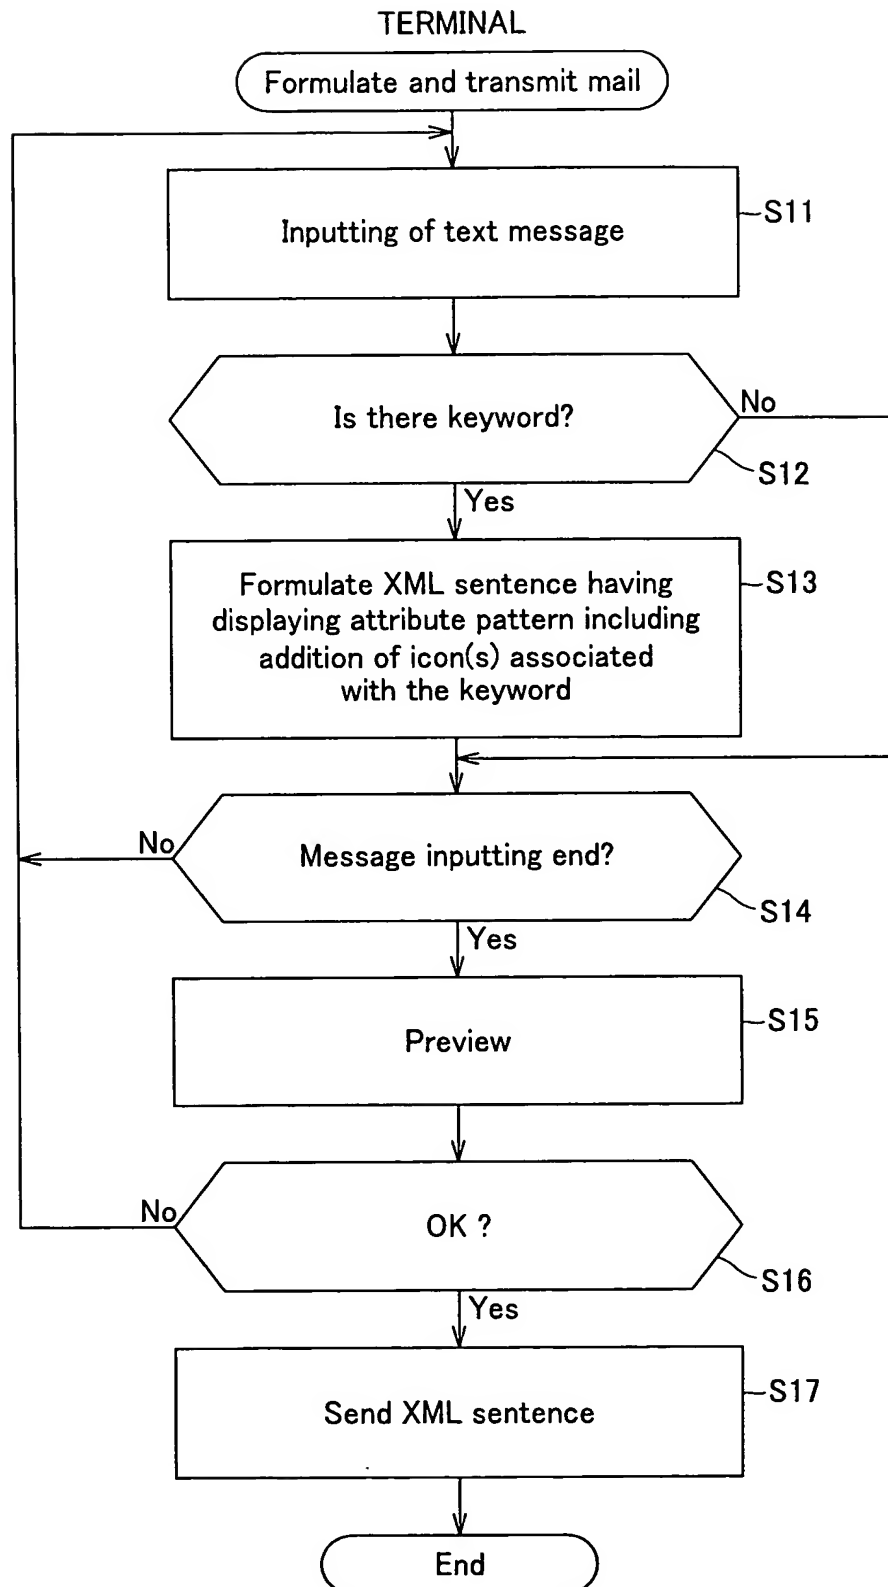 TERMINAL
Formulate and transmit mail
Inputting of text message
S11
Is there keyword?
No
S12
Yes
Formulate XML sentence having
displaying attribute pattern including
addition of icon(s) associated
with the keyword
S13
No
Message inputting end?
S14
Yes
Preview
S15
No
OK ?
S16
Yes
Send XML sentence
S17
End